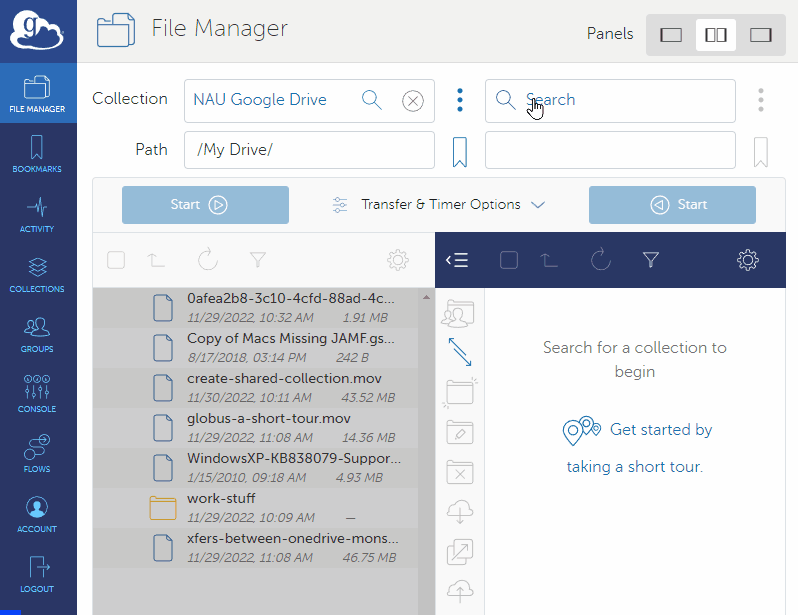 g
File Manager
Panels
FILE MANAGER
BOOKMARKS
ACTIVITY
COLLECTIONS
GROUPS
CONSOLE
FLOWS
ACCOUNT
LOGOUT
Collection
NAU Google Drive
Search
Path
/My Drive/
Start
Transfer & Timer Options
Start
0afea2b8-3c10-4cfd-88ad-4c...
11/29/2022, 10:32 AM 1.91 MB
Copy of Macs Missing JAMF.gs...
8/17/2018, 03:14 PM 242 B
create-shared-collection.mov
11/30/2022, 10:11 AM 43.52 MB
globus-a-short-tour.mov
11/29/2022, 11:08 AM 14.36 MB
WindowsXP-KB838079-Suppor...
1/15/2010, 09:18 AM 4.93 MB
work-stuff
11/29/2022, 10:09 AM —
xfers-between-onedrive-mons...
11/29/2022, 11:08 AM 46.75 MB
Search for a collection to
begin
Get started by
taking a short tour.